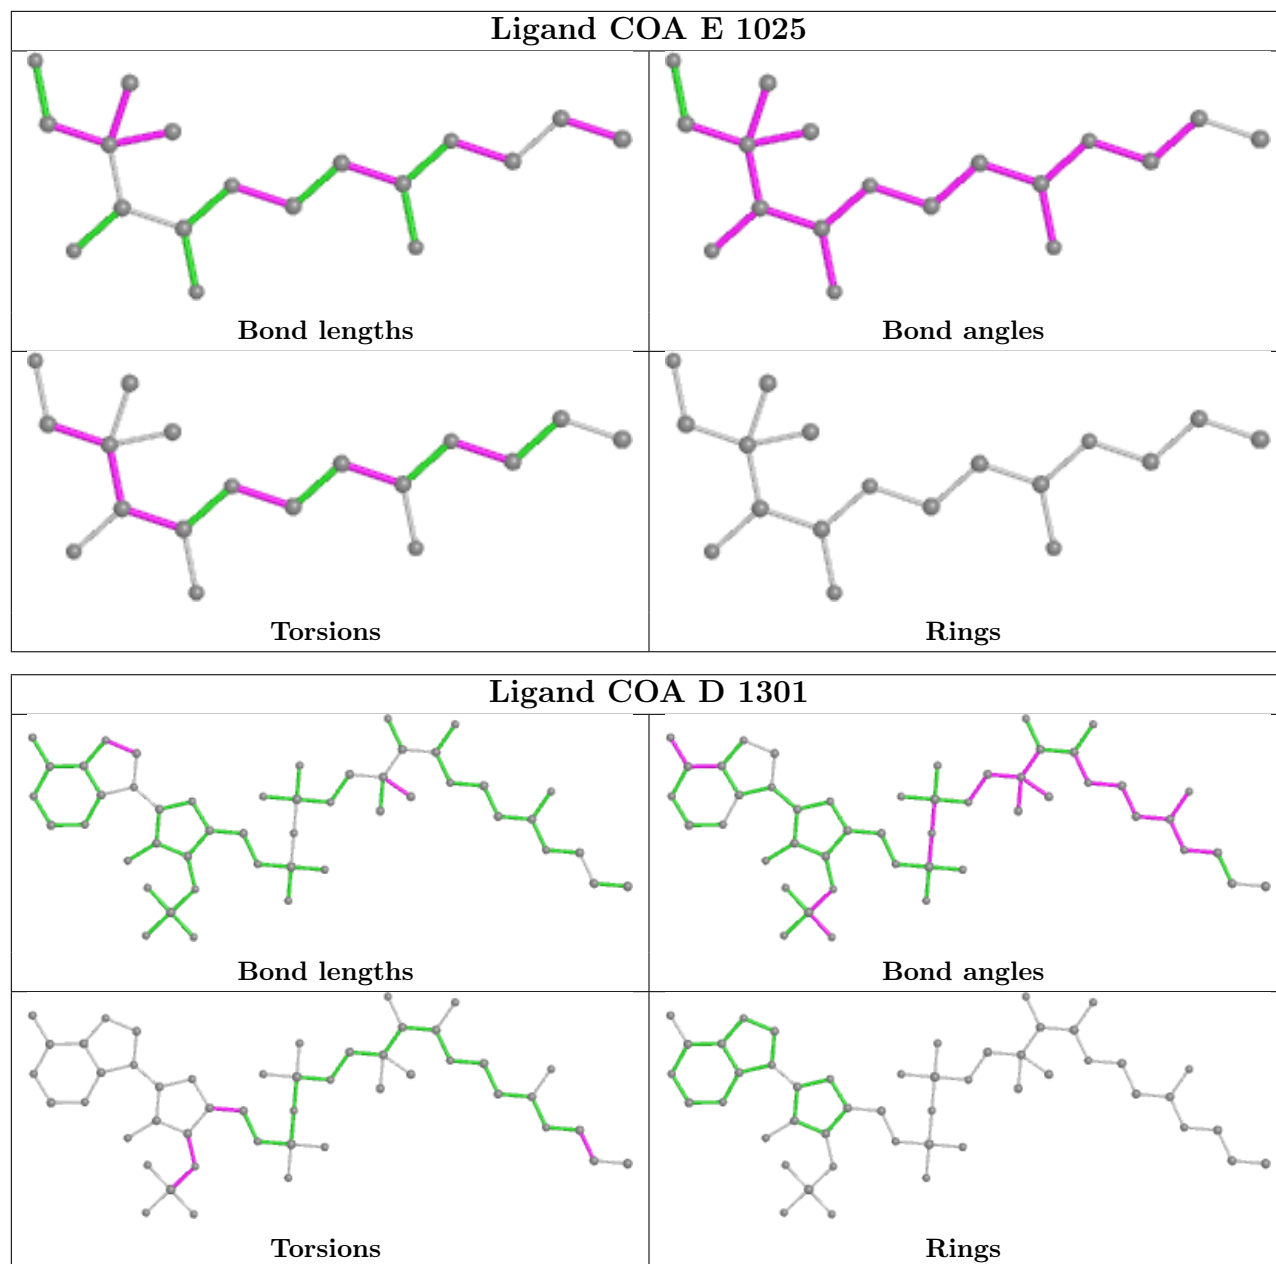 Ligand COA E 1025
Bond lengths
Bond angles
Torsions
Rings
Ligand COA D 1301
Bond lengths
Bond angles
Torsions
Rings